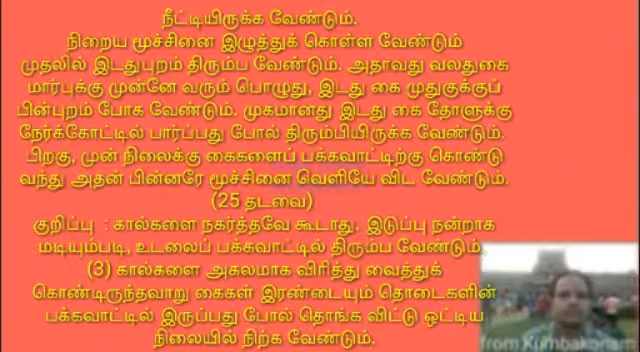 நீட்டியிருக்க வேண்டும்.
நிறைய மூச்சினை இழுத்துக் கொள்ள வேண்டும்
முதலில் இடதுபுறம் திரும்ப வேண்டும். அதாவது வலதுகை
மார்புக்கு முன்னே வரும் பொழுது, இடது கை முதுகுக்குப்
பின்புறம் போக வேண்டும். முகமானது இடது கை தோளுக்கு
நேர்க்கோட்டில் பார்ப்பது போல் திரும்பியிருக்க வேண்டும்.
பிறகு, முன் நிலைக்கு கைகளைப் பக்கவாட்டிற்கு கொண்டு
வந்து அதன் பின்னரே மூச்சினை வெளியே விட வேண்டும்.
(25 தடவை)
குறிப்பு : கால்களை நகர்த்தவே கூடாது. இடுப்பு நன்றாக
மடியும்படி, உடலைப் பக்கவாட்டில் திரும்ப வேண்டும்.
(3) கால்களை அகலமாக விரித்து வைத்துக்
கொண்டிருந்தவாறு கைகள் இரண்டையும் தொடைகளின்
பக்கவாட்டில் இருப்பது போல் தொங்க விட்டு ஒட்டிய
நிலையில் நிற்க வேண்டும்.
from Kumbakonam